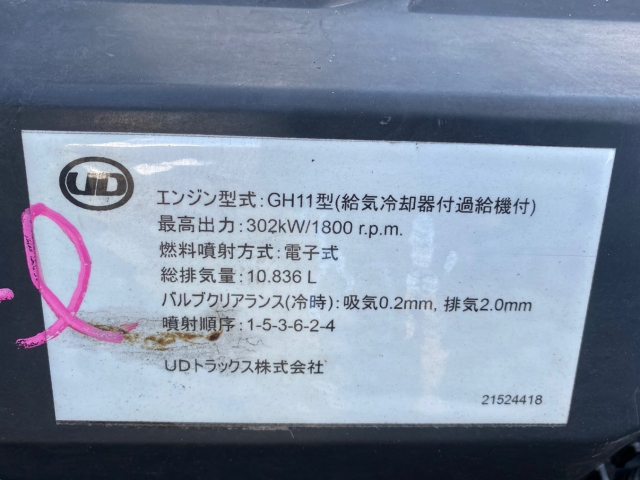 UD
エンジン型式:GH11型(給気冷却器付過給機付)
最高出力:302kW/1800 r.p.m.
燃料噴射方式:電子式
総排気量:10.836 L
バルブクリアランス(冷時):吸気0.2mm, 排気2.0mm
噴射順序:1-5-3-6-2-4
UDトラックス株式会社
21524418